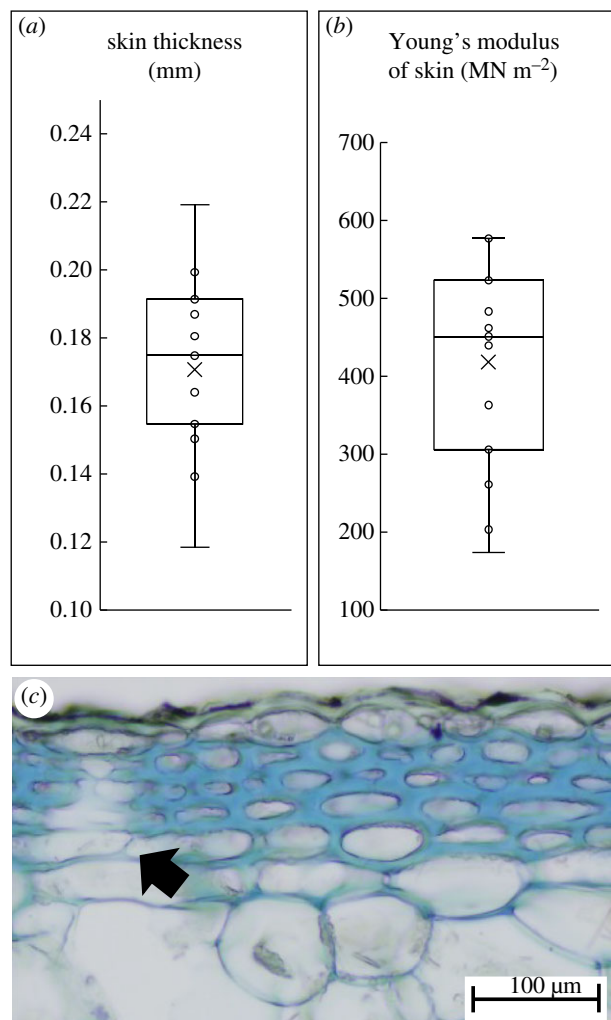 (a)
skin thickness
(mm)
0.24
0.22
0.20
0.18
0.16
0.14
0.12
0.10
(b)
Young’s modulus
of skin (MN m⁻²)
700
600
500
400
300
200
100
(c)
100 µm